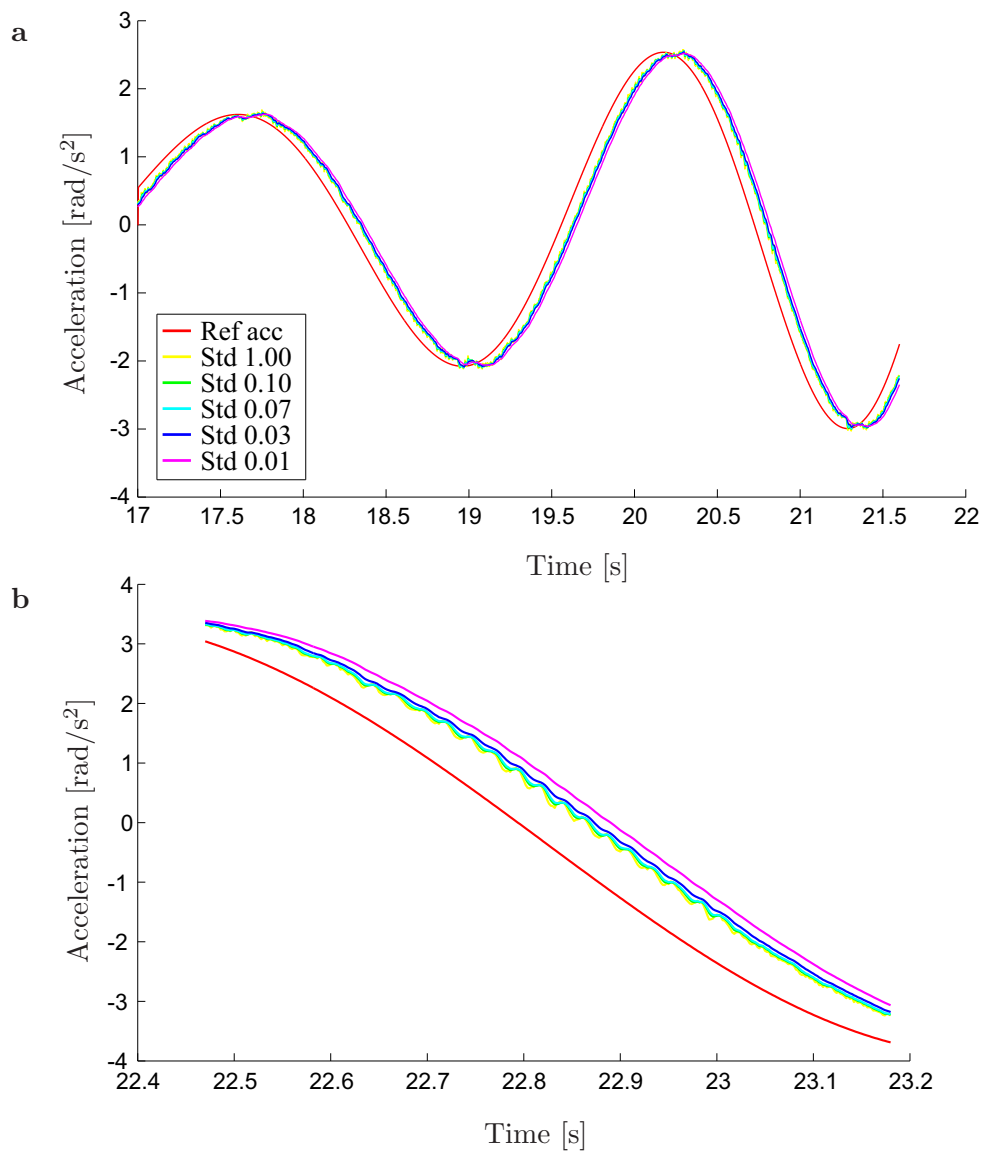 a
3
2
1
0
-1
-2
-3
-4
Acceleration [rad/s²]
Ref acc
Std 1.00
Std 0.10
Std 0.07
Std 0.03
Std 0.01
17 17.5 18 18.5 19 19.5 20 20.5 21 21.5 22
Time [s]
b
4
3
2
1
0
-1
-2
-3
-4
Acceleration [rad/s²]
22.4 22.5 22.6 22.7 22.8 22.9 23 23.1 23.2
Time [s]